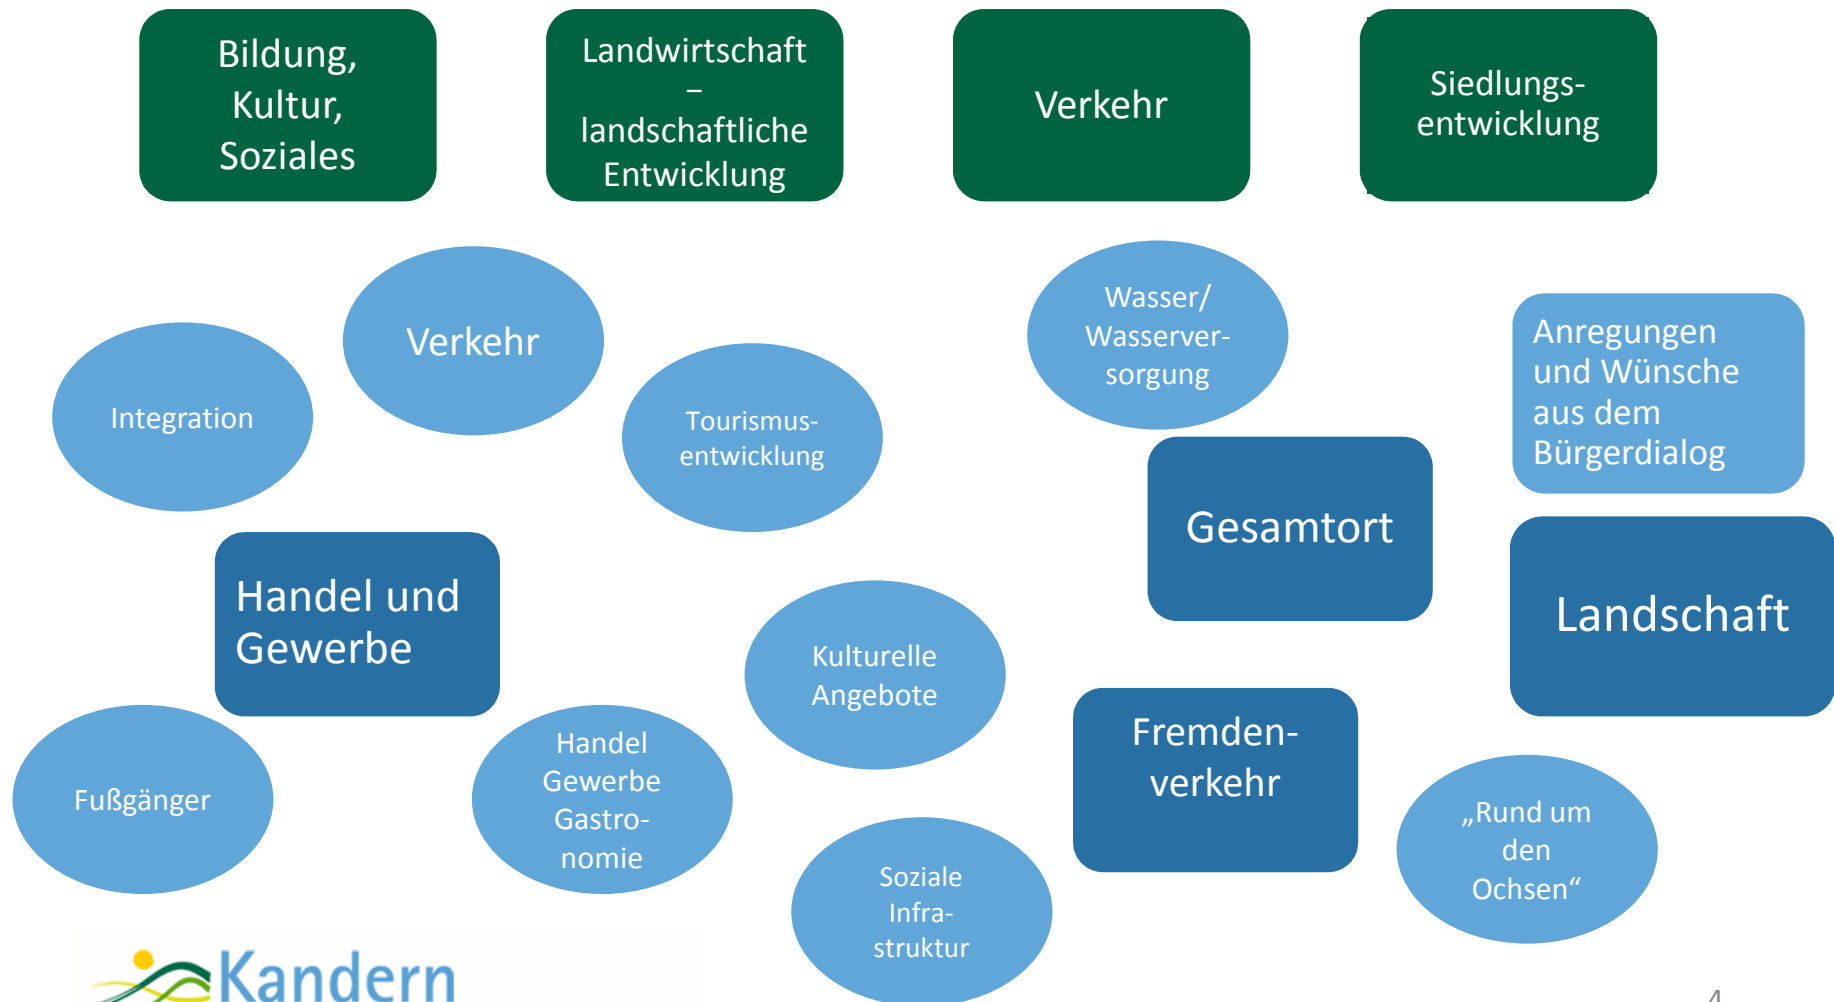 Bildung,
Kultur,
Soziales
Landwirtschaft
–
landschaftliche
Entwicklung
Verkehr
Siedlungs-
entwicklung
Integration
Verkehr
Tourismus-
entwicklung
Wasser/
Wasserver-
sorgung
Anregungen
und Wünsche
aus dem
Bürgerdialog
Handel und
Gewerbe
Gesamtort
Landschaft
Kulturelle
Angebote
Fremden-
verkehr
Fußgänger
Handel
Gewerbe
Gastro-
nomie
Soziale
Infra-
struktur
„Rund um
den
Ochsen“
Kandern
4